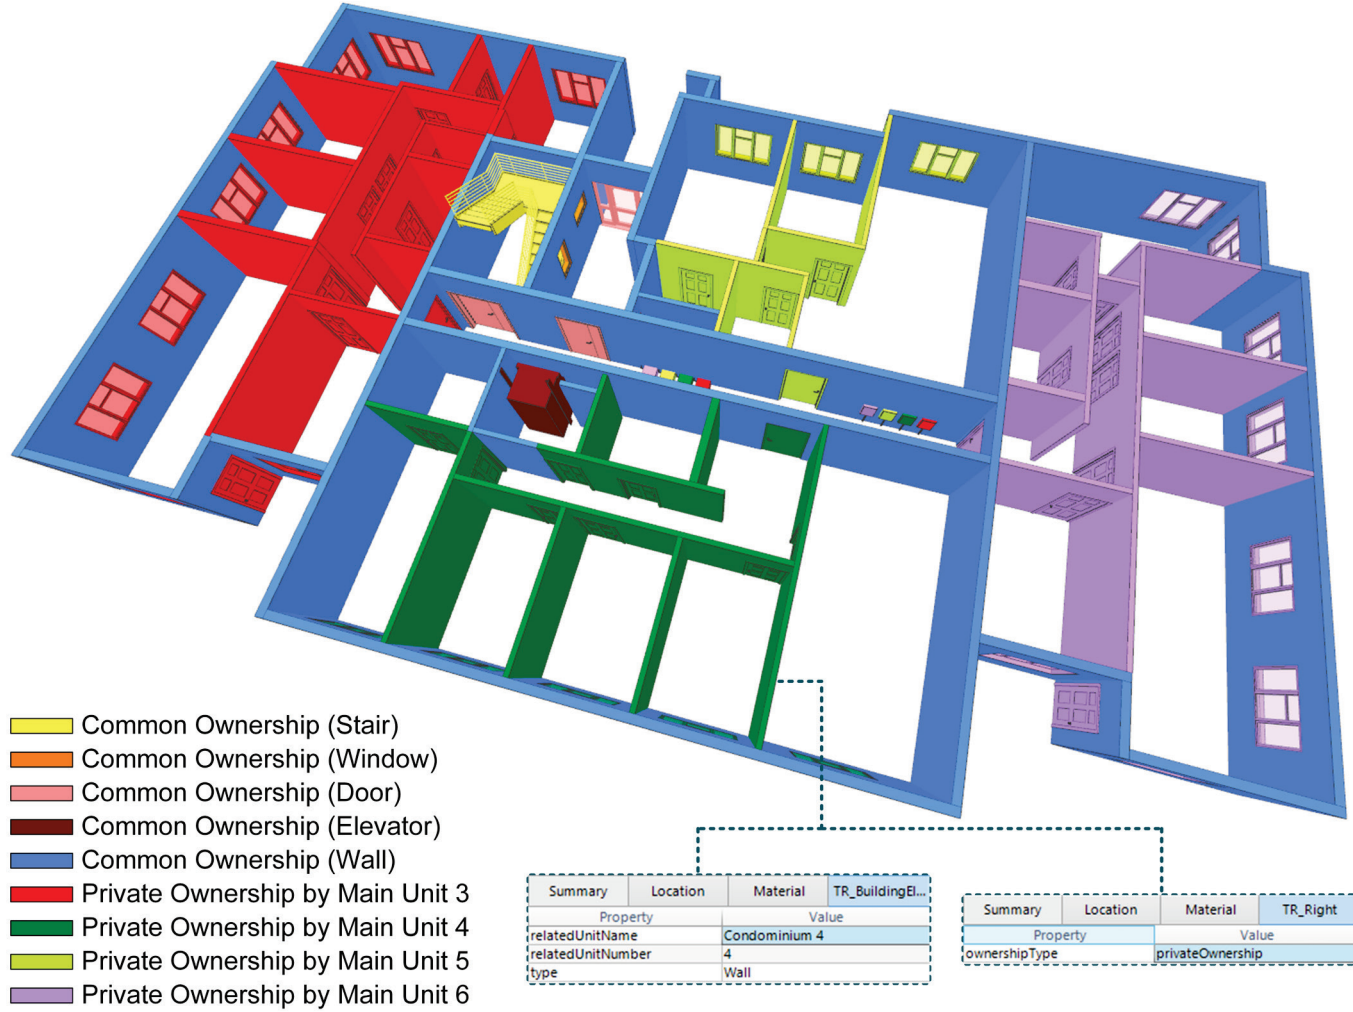 Common Ownership (Stair)
Common Ownership (Window)
Common Ownership (Door)
Common Ownership (Elevator)
Common Ownership (Wall)
Private Ownership by Main Unit 3
Private Ownership by Main Unit 4
Private Ownership by Main Unit 5
Private Ownership by Main Unit 6
Summary Location Material TR_BuildingEl...
Property Value
relatedUnitName Condominium 4
relatedUnitNumber 4
type Wall
Summary Location Material TR_Right
Property Value
ownershipType privateOwnership